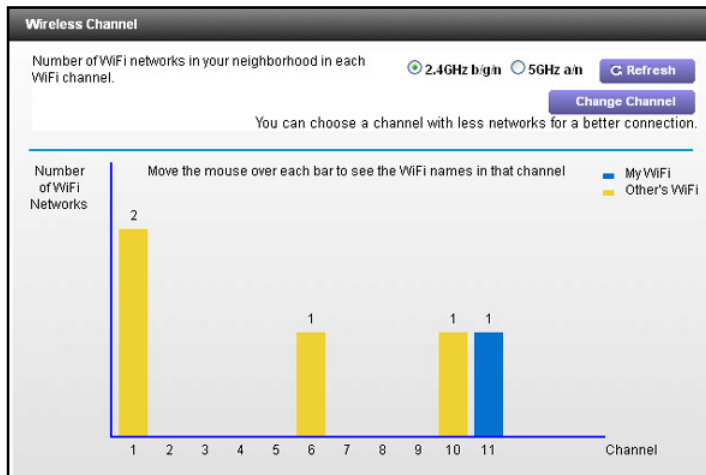 Wireless Channel
Number of WiFi networks in your neighborhood in each
WiFi channel.
2.4GHz b/g/n 5GHz a/n Refresh
Change Channel
You can choose a channel with less networks for a better connection.
Number
of WiFi
Networks
Move the mouse over each bar to see the WiFi names in that channel
My WiFi
Other's WiFi
2
1 1 1
1 2 3 4 5 6 7 8 9 10 11 Channel